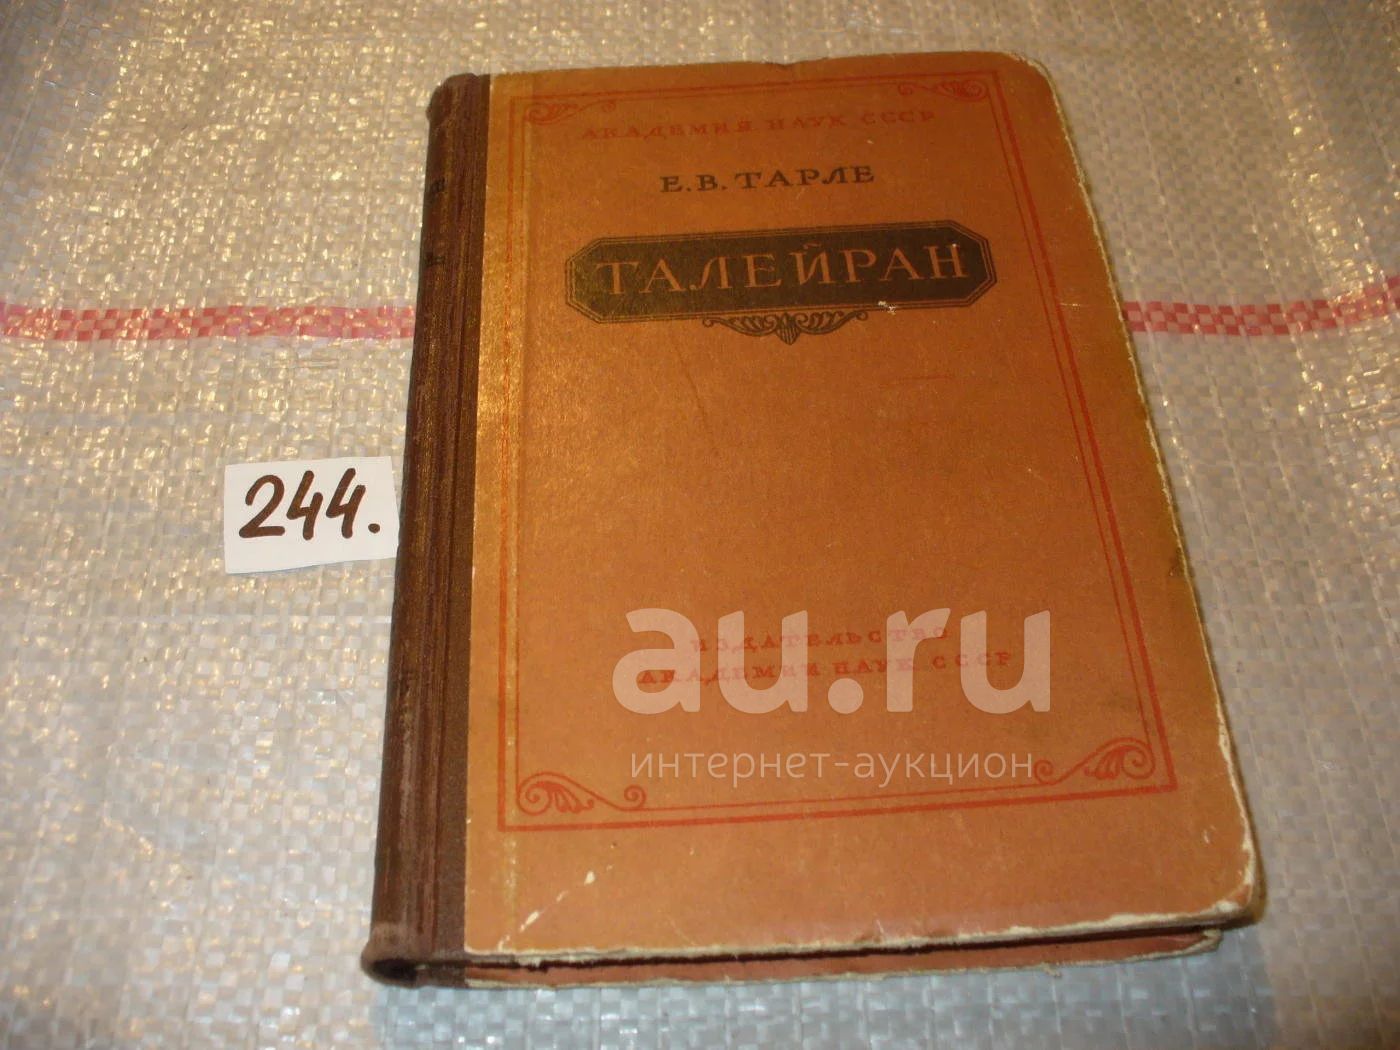 АКАДЕМИЯ НАУК СССР
Е. В. ТАРЛЕ
ТАЛЕЙРАН
244.
ИЗДАТЕЛЬСТВО
АКАДЕМИИ НАУК СССР
au.ru
интернет-аукцион